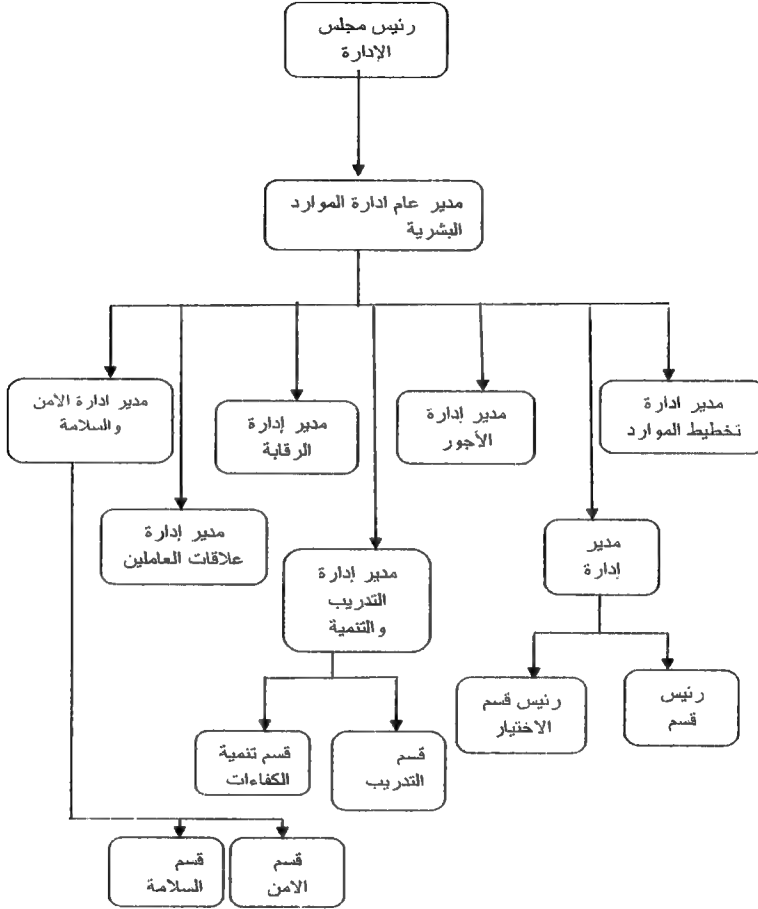 رئيس مجلس
الإدارة
مدير عام ادارة الموارد
البشرية
مدير ادارة
تخطيط الموارد
مدير إدارة
الأجور
مدير إدارة
الرقابة
مدير ادارة الامن
والسلامة
مدير
إدارة
مدير إدارة
التدريب
والتنمية
مدير إدارة
علاقات العاملين
رئيس
قسم
رئيس قسم
الاختيار
قسم
التدريب
قسم تنمية
الكفاءات
قسم
الامن
قسم
السلامة